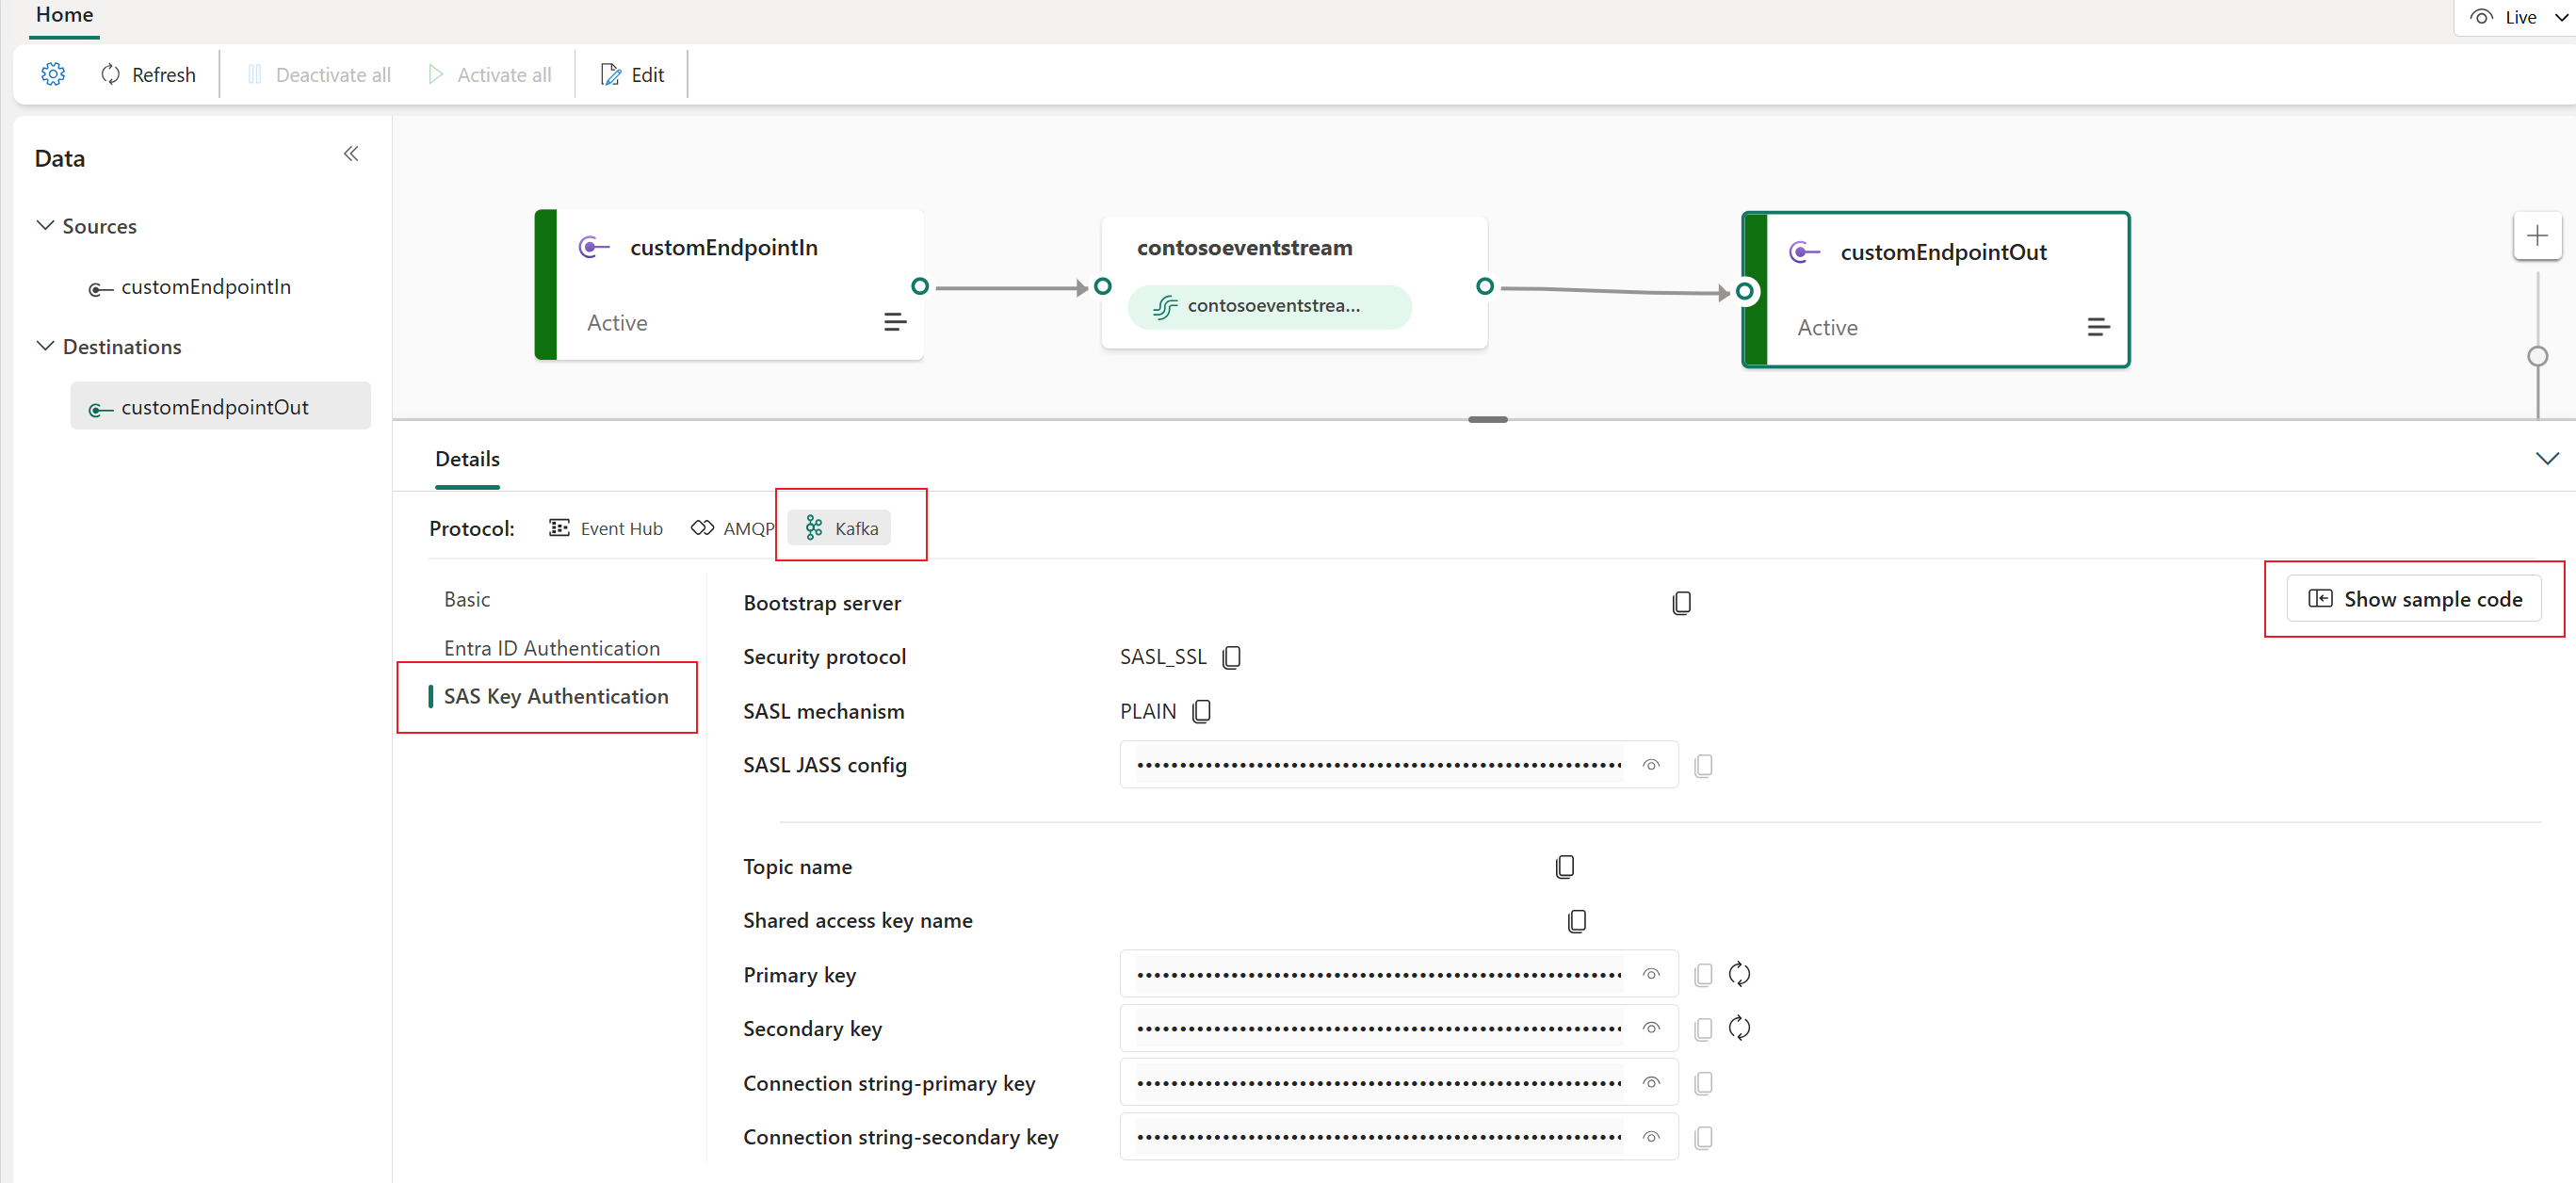 Home
Live
Refresh
Deactivate all
Activate all
Edit
Data
Sources
customEndpointIn
Destinations
customEndpointOut
customEndpointIn
Active
contosoeventstream
contosoeventstrea...
customEndpointOut
Active
Details
Protocol:
Event Hub
AMQP
Kafka
Basic
Entra ID Authentication
SAS Key Authentication
Show sample code
Bootstrap server
Security protocol SASL_SSL
SASL mechanism PLAIN
SASL JASS config
Topic name
Shared access key name
Primary key
Secondary key
Connection string-primary key
Connection string-secondary key